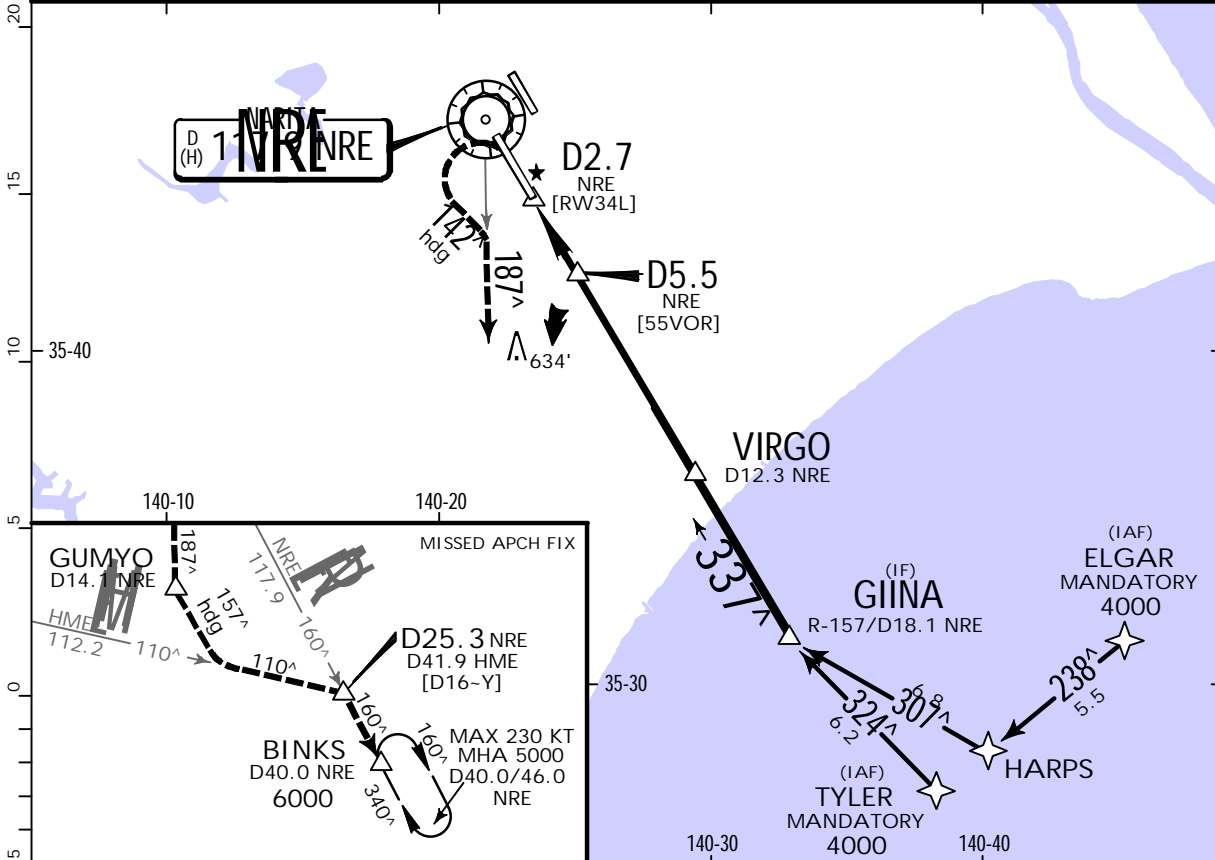 20
15
10
5
0
5
NARITA
NRE
D
(H)
117.9 NRE
D2.7
NRE
[RW34L]
142^
hdg
187^
D5.5
NRE
[55VOR]
634'
35-40
VIRGO
D12.3 NRE
337^
(IF)
GIINA
R-157/D18.1 NRE
(IAF)
ELGAR
MANDATORY
4000
238^
5.5
301^
6.8
324^
6.2
HARPS
(IAF)
TYLER
MANDATORY
4000
35-30
140-30
140-40
140-10
140-20
MISSED APCH FIX
187^
GUMYO
D14.1 NRE
157^
hdg
NRE
117.9
160^
HME
112.2
110^
110^
D25.3 NRE
D41.9 HME
[D16~Y]
160^
BINKS
D40.0 NRE
6000
160^
340^
MAX 230 KT
MHA 5000
D40.0/46.0
NRE